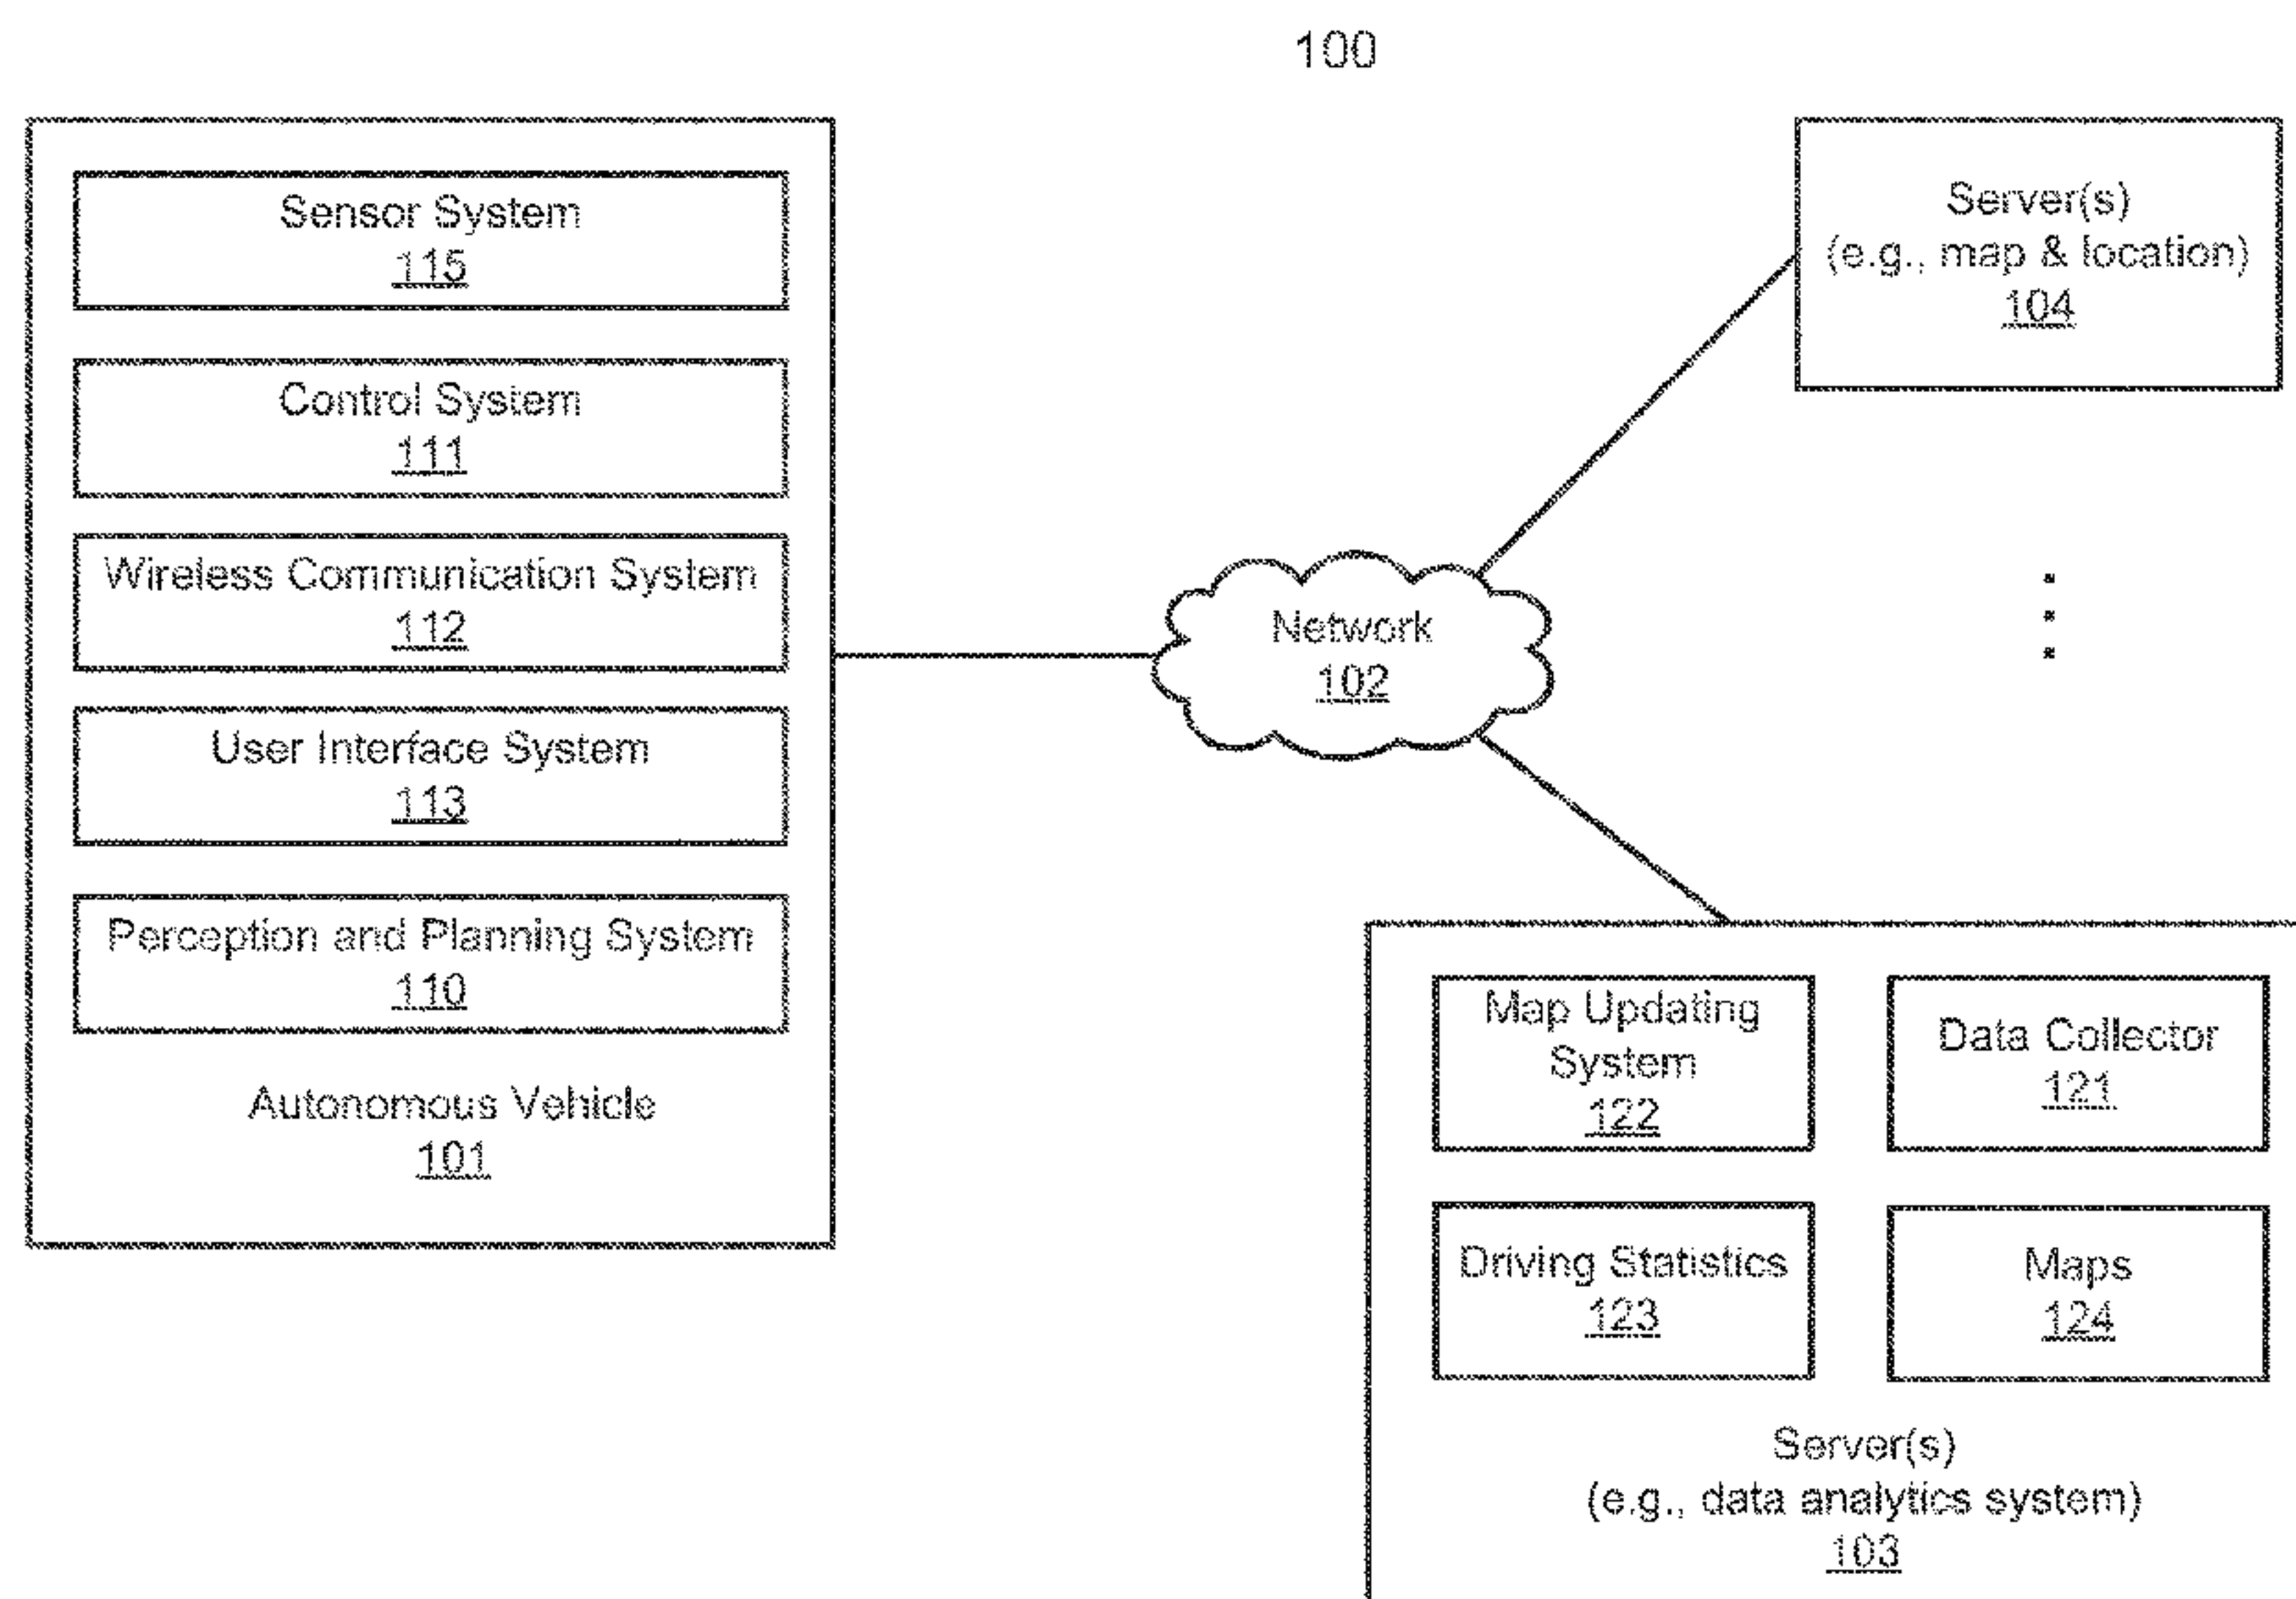 100
Sensor System
115
Control System
111
Wireless Communication System
112
User Interface System
113
Perception and Planning System
110
Autonomous Vehicle
101
Network
102
Server(s)
(e.g., map & location)
104
Map Updating
System
122
Data Collector
121
Driving Statistics
123
Maps
124
Server(s)
(e.g., data analytics system)
103